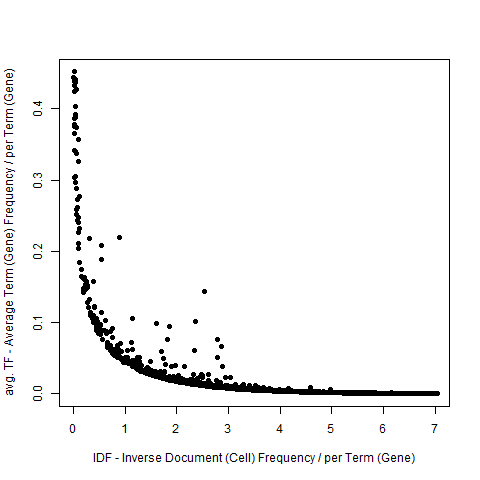 avg. TF - Average Term (Gene) Frequency / per Term (Gene)
0.4
0.3
0.2
0.1
0.0
0 1 2 3 4 5 6 7
IDF - Inverse Document (Cell) Frequency / per Term (Gene)